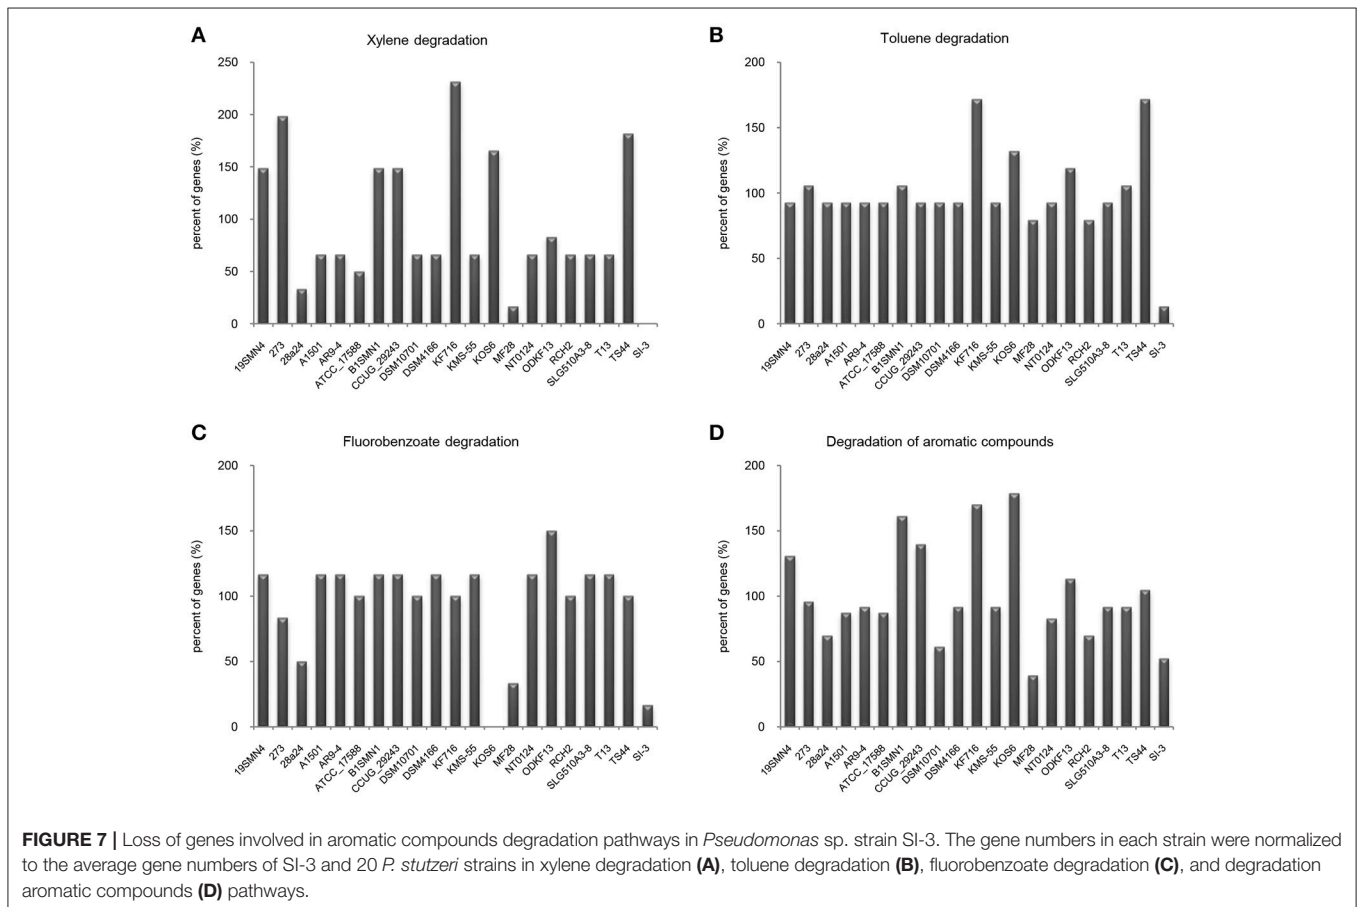 A
Xylene degradation
percent of genes (%)
250
200
150
100
50
0
19SMN4
273
28a24
A1501
AR9-4
ATCC_17588
B1SMN1
CCUG_29243
DSM10701
DSM4166
KF716
KMS-55
KOS6
MF28
NT0124
ODKF13
RCH2
SLG510A3-8
T13
TS44
SI-3
B
Toluene degradation
percent of genes (%)
200
150
100
50
0
19SMN4
273
28a24
A1501
AR9-4
ATCC_17588
B1SMN1
CCUG_29243
DSM10701
DSM4166
KF716
KMS-55
KOS6
MF28
NT0124
ODKF13
RCH2
SLG510A3-8
T13
TS44
SI-3
C
Fluorobenzoate degradation
percent of genes (%)
200
150
100
50
0
19SMN4
273
28a24
A1501
AR9-4
ATCC_17588
B1SMN1
CCUG_29243
DSM10701
DSM4166
KF716
KMS-55
KOS6
MF28
NT0124
ODKF13
RCH2
SLG510A3-8
T13
TS44
SI-3
D
Degradation of aromatic compounds
percent of genes (%)
200
150
100
50
0
19SMN4
273
28a24
A1501
AR9-4
ATCC_17588
B1SMN1
CCUG_29243
DSM10701
DSM4166
KF716
KMS-55
KOS6
MF28
NT0124
ODKF13
RCH2
SLG510A3-8
T13
TS44
SI-3
FIGURE 7 | Loss of genes involved in aromatic compounds degradation pathways in Pseudomonas sp. strain SI-3. The gene numbers in each strain were normalized
to the average gene numbers of SI-3 and 20 P. stutzeri strains in xylene degradation (A), toluene degradation (B), fluorobenzoate degradation (C), and degradation
aromatic compounds (D) pathways.